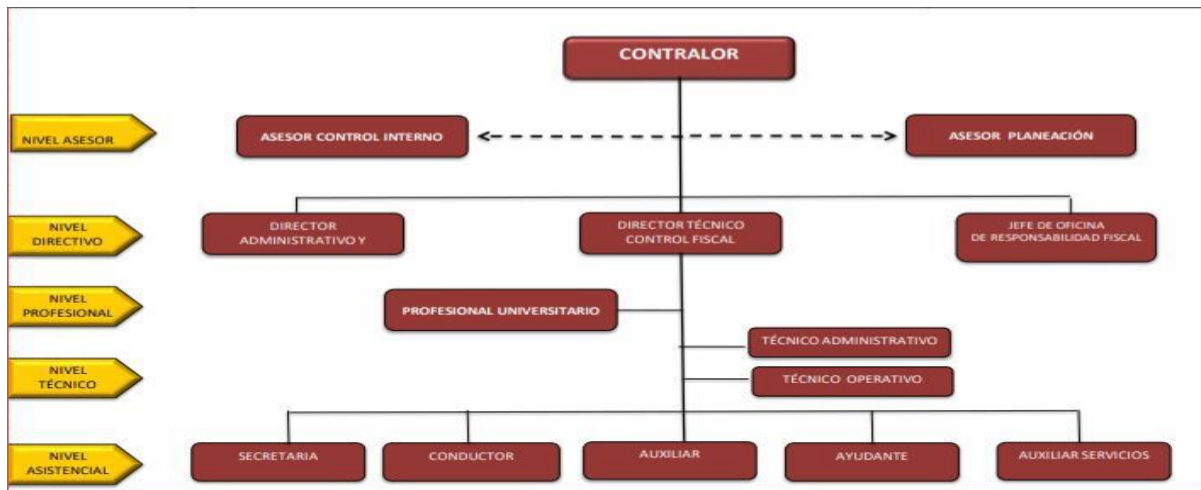 CONTRALOR
NIVEL ASESOR
ASESOR CONTROL INTERNO
ASESOR PLANEACIÓN
NIVEL
DIRECTIVO
DIRECTOR
ADMINISTRATIVO Y
DIRECTOR TÉCNICO
CONTROL FISCAL
JEFE DE OFICINA
DE RESPONSABILIDAD FISCAL
NIVEL
PROFESIONAL
PROFESIONAL UNIVERSITARIO
TÉCNICO ADMINISTRATIVO
NIVEL
TÉCNICO
TÉCNICO OPERATIVO
NIVEL
ASISTENCIAL
SECRETARIA
CONDUCTOR
AUXILIAR
AYUDANTE
AUXILIAR SERVICIOS